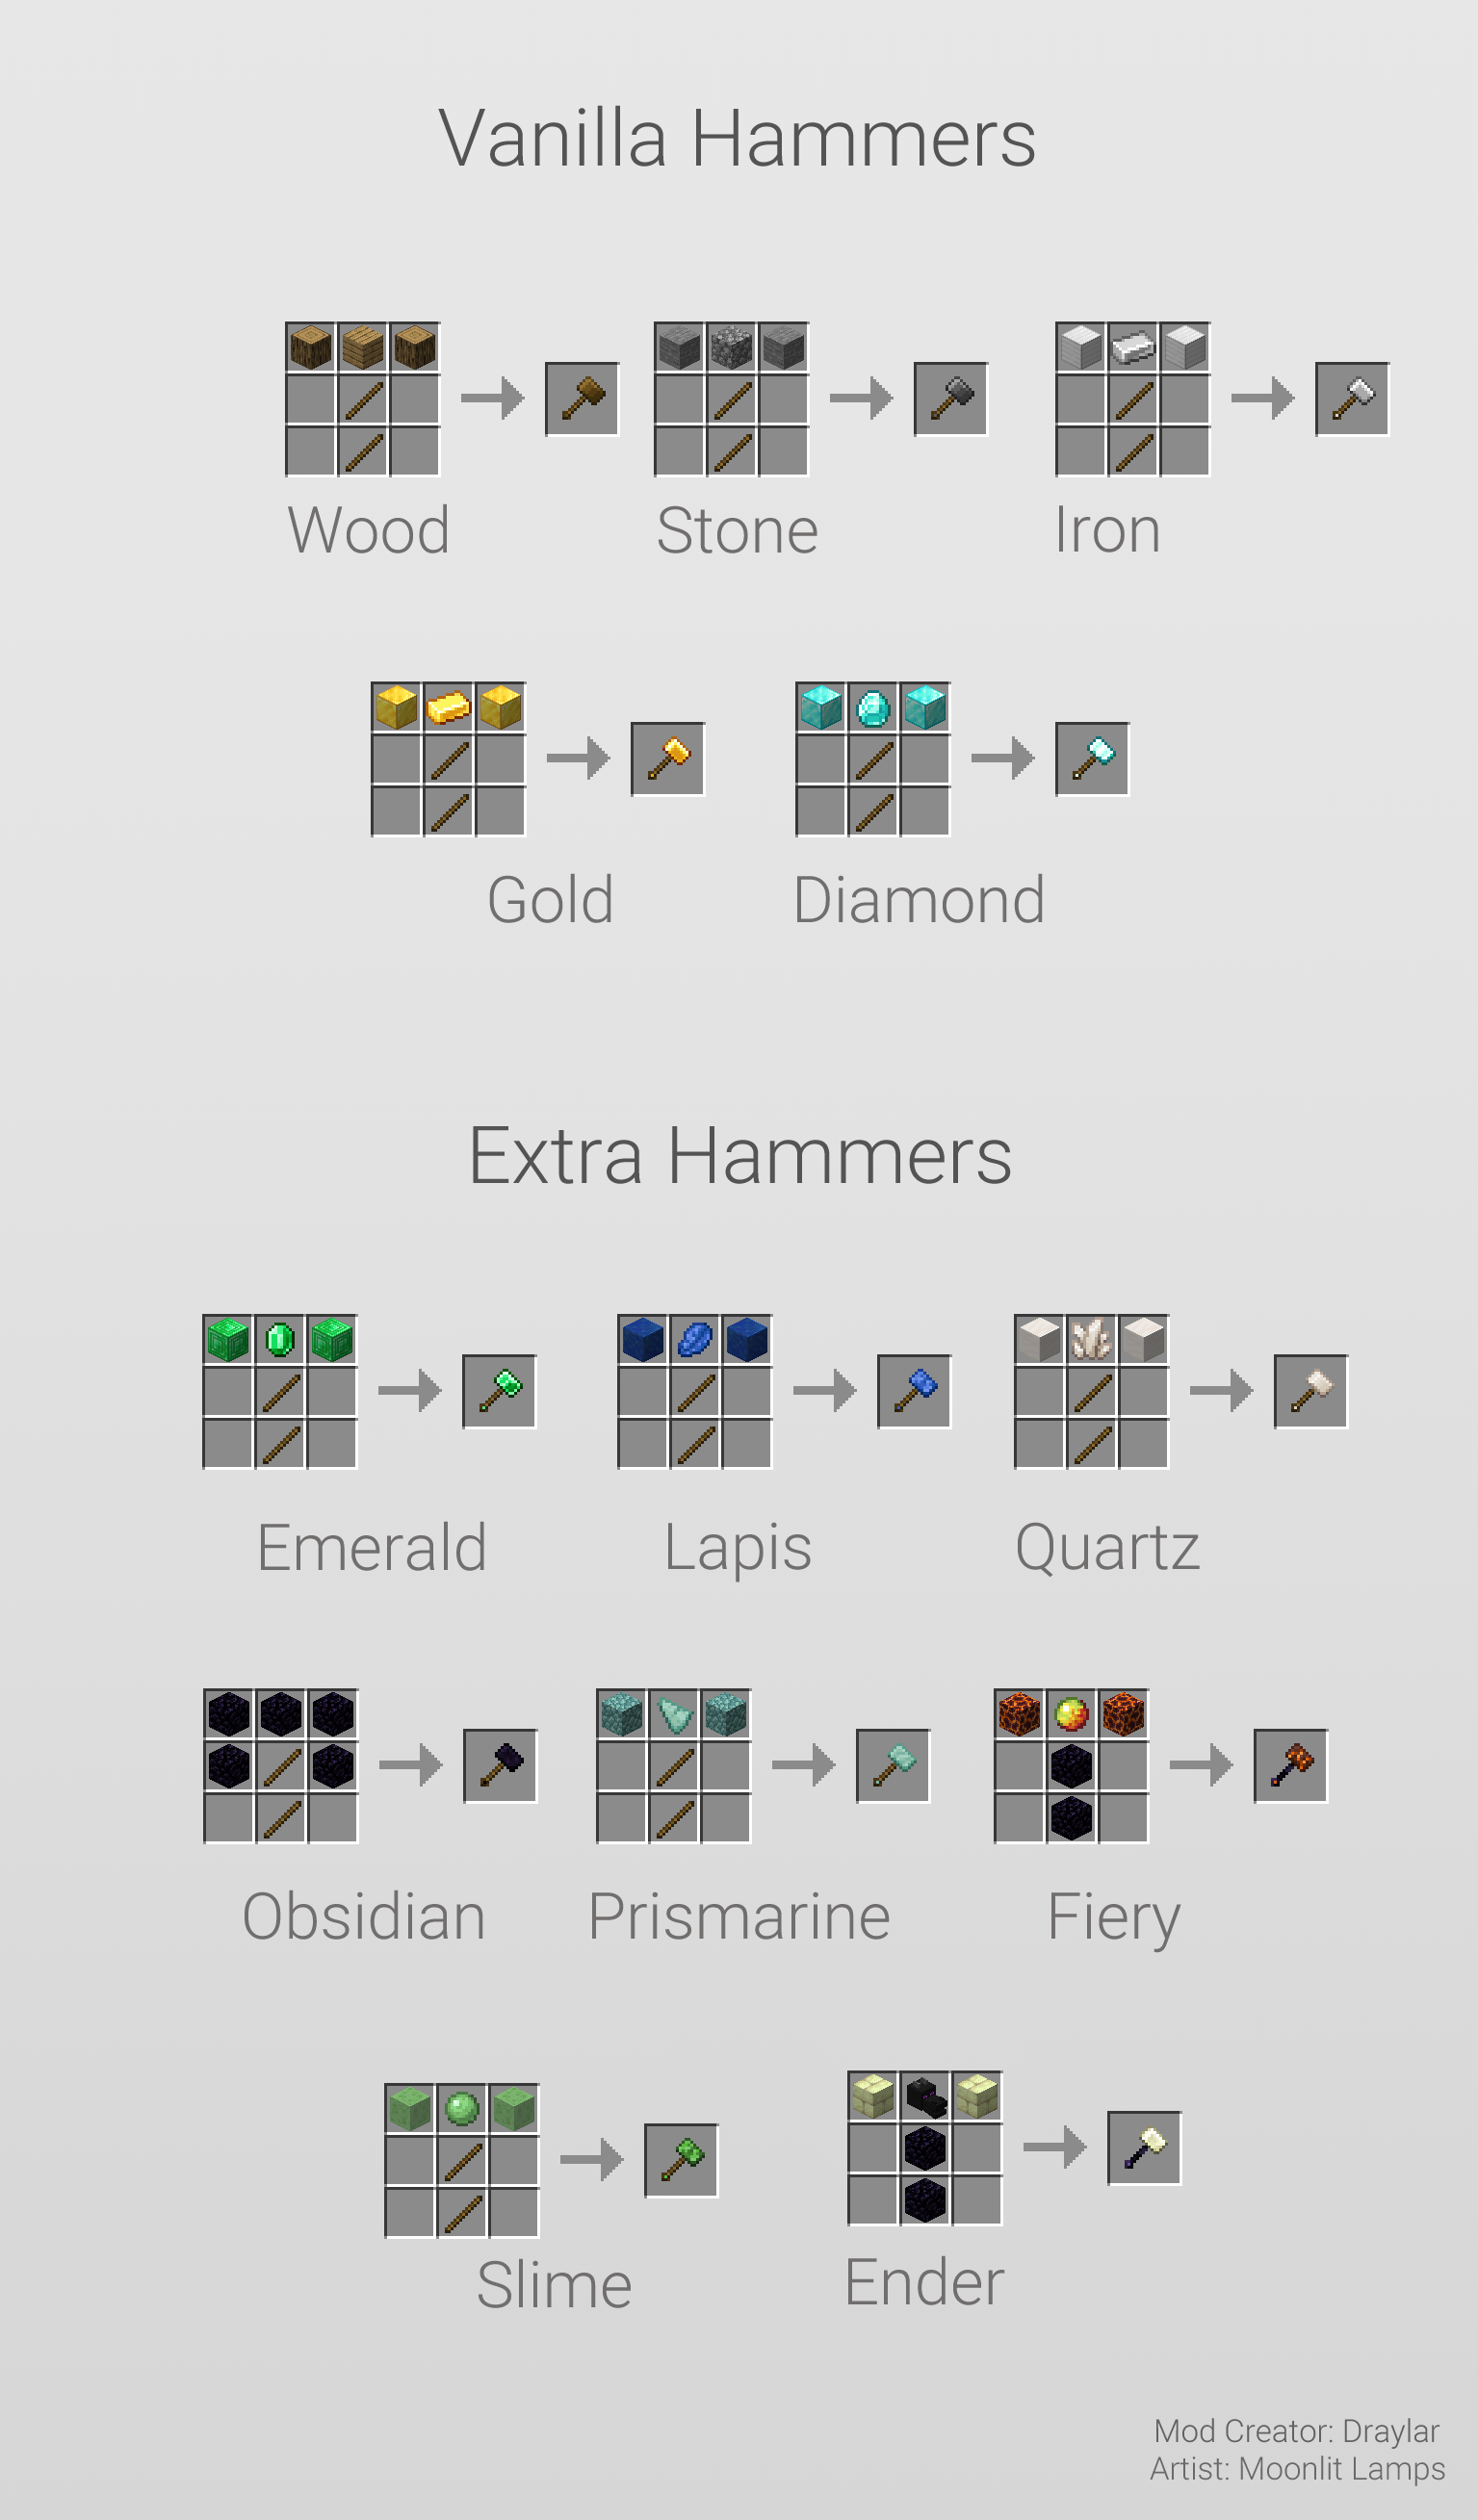 Vanilla Hammers
Wood
Stone
Iron
Gold
Diamond
Extra Hammers
Emerald
Lapis
Quartz
Obsidian
Prismarine
Fiery
Slime
Ender
Mod Creator: Draylar
Artist: Moonlit Lamps